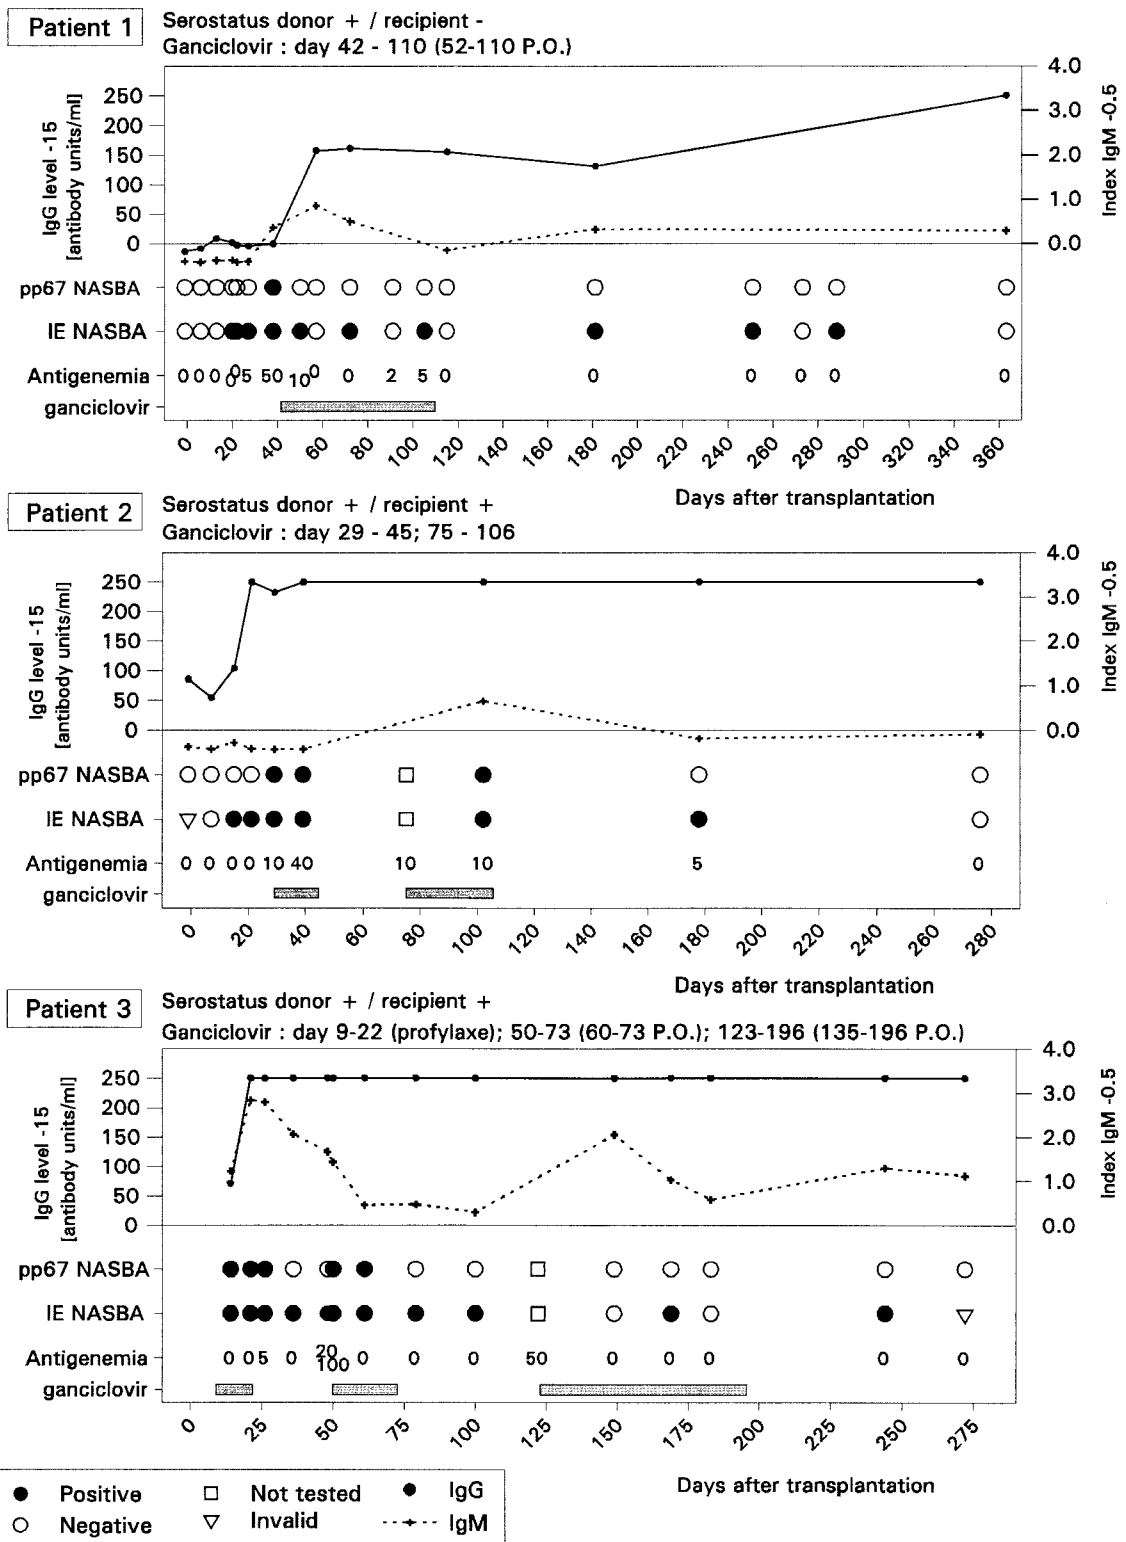 Patient 1
Serostatus donor + / recipient -
Ganciclovir : day 42 - 110 (52-110 P.O.)
IgG level -15
[antibody units/ml]
250
200
150
100
50
0
4.0
3.0
2.0
1.0
0.0
Index IgM -0.5
pp67 NASBA
IE NASBA
Antigenemia 0 0 0 0 0 5 50 10 0 0 2 5 0 0 0 0 0 0
ganciclovir
0 20 40 60 80 100 120 140 160 180 200 220 240 260 280 300 320 340 360
Days after transplantation
Patient 2
Serostatus donor + / recipient +
Ganciclovir : day 29 - 45; 75 - 106
IgG level -15
[antibody units/ml]
250
200
150
100
50
0
4.0
3.0
2.0
1.0
0.0
Index IgM -0.5
pp67 NASBA
IE NASBA
Antigenemia 0 0 0 0 10 40 10 10 5 0
ganciclovir
0 20 40 60 80 100 120 140 160 180 200 220 240 260 280
Days after transplantation
Patient 3
Serostatus donor + / recipient +
Ganciclovir : day 9-22 (profylaxe); 50-73 (60-73 P.O.); 123-196 (135-196 P.O.)
IgG level -15
[antibody units/ml]
250
200
150
100
50
0
4.0
3.0
2.0
1.0
0.0
Index IgM -0.5
pp67 NASBA
IE NASBA
Antigenemia 0 0 5 0 20 100 0 0 0 50 0 0 0 0 0
ganciclovir
0 25 50 75 100 125 150 175 200 225 250 275
Days after transplantation
Positive Not tested IgG
Negative Invalid IgM